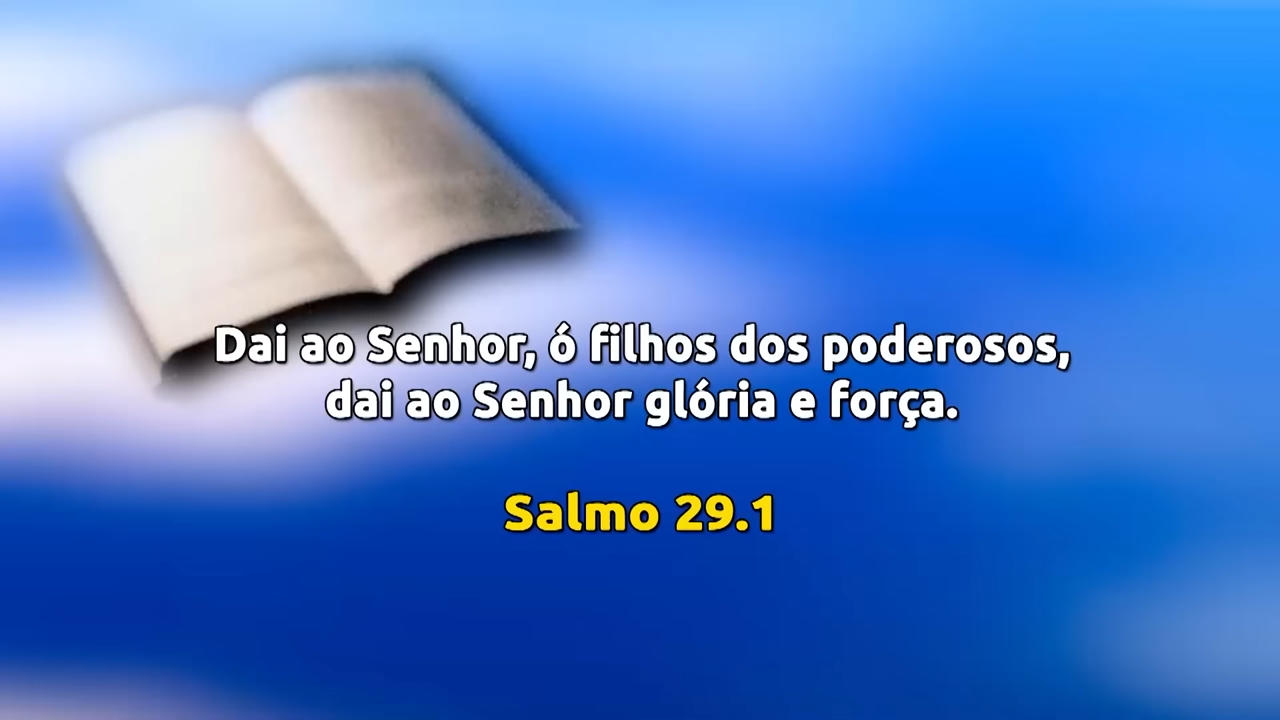 Dai ao Senhor, ó filhos dos poderosos,
dai ao Senhor glória e força.
Salmo 29.1